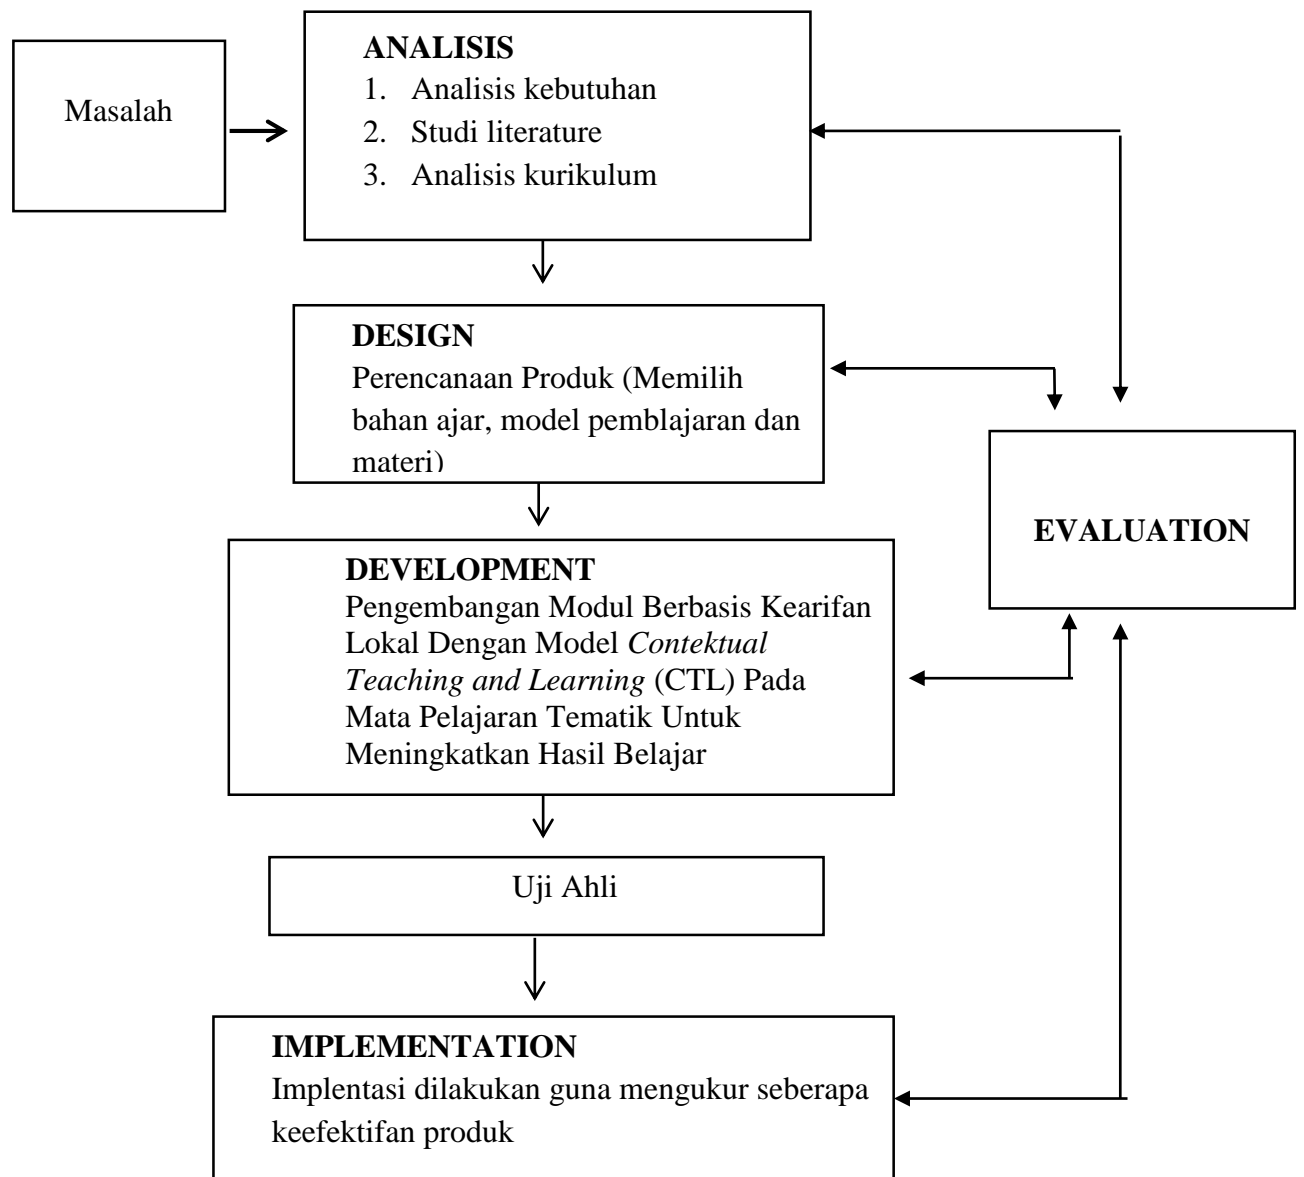 Masalah
ANALISIS
1. Analisis kebutuhan
2. Studi literature
3. Analisis kurikulum
DESIGN
Perencanaan Produk (Memilih
bahan ajar, model pemblajaran dan
materi)
EVALUATION
DEVELOPMENT
Pengembangan Modul Berbasis Kearifan
Lokal Dengan Model Contektual
Teaching and Learning (CTL) Pada
Mata Pelajaran Tematik Untuk
Meningkatkan Hasil Belajar
Uji Ahli
IMPLEMENTATION
Implentasi dilakukan guna mengukur seberapa
keefektifan produk